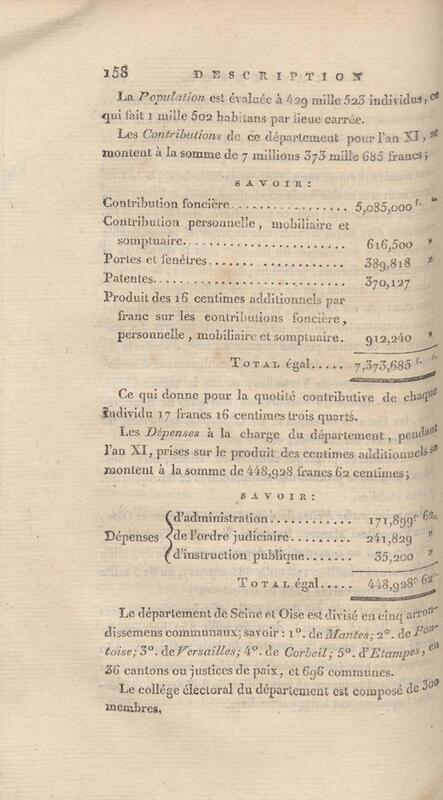 158 DESCRIPTION
La Population est évaluée à 429 mille 523 individus, ce
qui fait 1 mille 502 habitans par lieue carrée.
Les Contributions de ce département pour l'an XI, se
montent à la somme de 7 millions 373 mille 685 francs;
SAVOIR:
Contribution foncière.............. 5,085,000 f. "
Contribution personnelle, mobiliaire et
somptuaire..................... 616,500 "
Portes et fenêtres................. 389,818 "
Patentes.......................... 370,127
Produit des 16 centimes additionnels par
franc sur les contributions foncière,
personnelle, mobiliaire et somptuaire. 912,240 "
TOTAL égal..... 7,373,685 f. "
Ce qui donne pour la quotité contributive de chaque
individu 17 francs 16 centimes trois quarts.
Les Dépenses à la charge du département, pendant
l'an XI, prises sur le produit des centimes additionnels se
montent à la somme de 448,928 francs 62 centimes;
SAVOIR:
d'administration........... 171,899 f. 62 c.
Dépenses de l'ordre judiciaire......... 241,829 "
d'instruction publique....... 35,200 "
TOTAL égal..... 448,928 f. 62 c.
Le département de Seine et Oise est divisé en cinq arron-
dissemens communaux; savoir: 1°. de Mantes; 2°. de Pon-
toise; 3°. de Versailles; 4°. de Corbeil; 5°. d'Etampes, en
36 cantons ou justices de paix, et 696 communes.
Le collége électoral du département est composé de 300
membres,